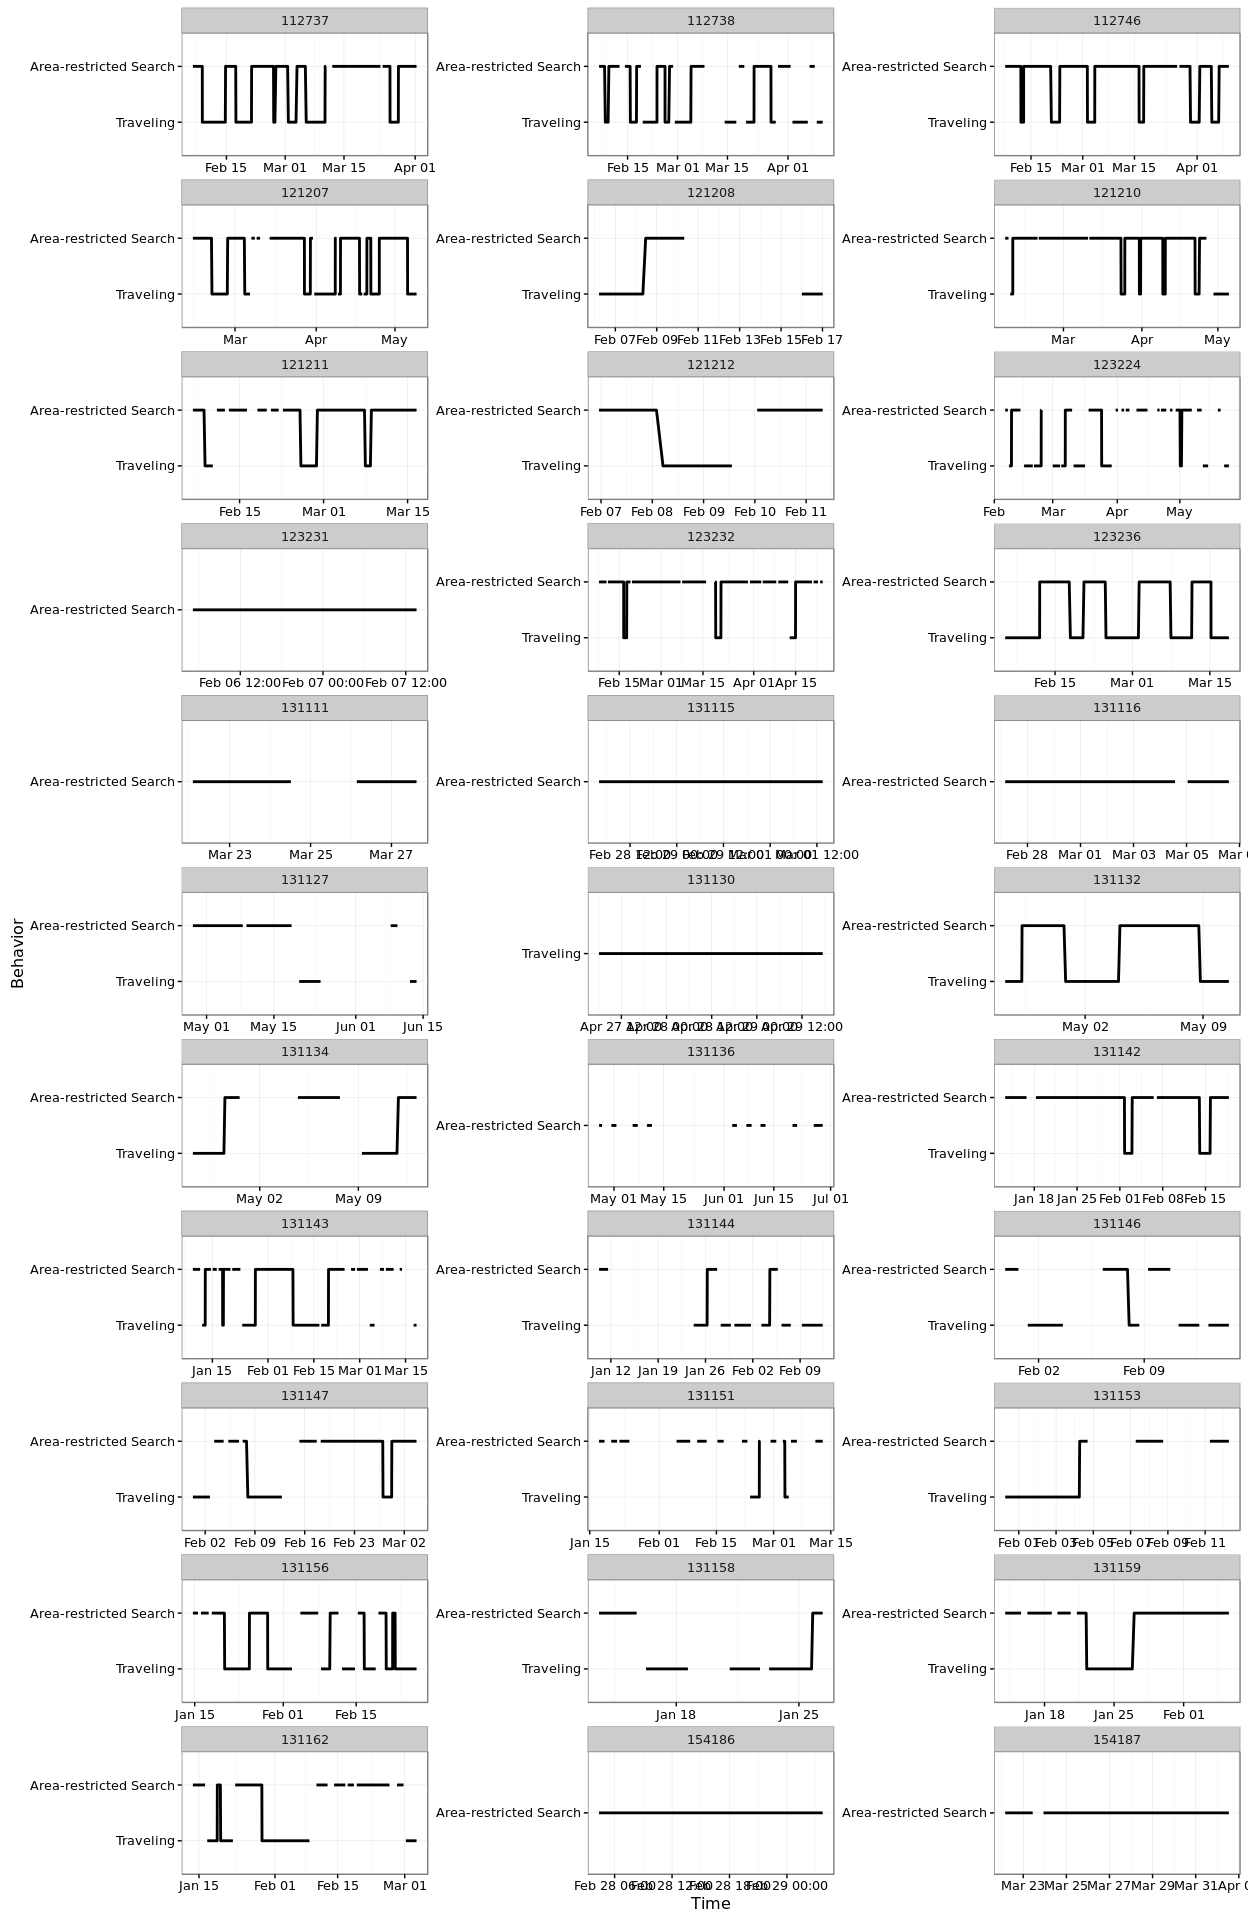 112737 112738 112746
Area-restricted Search Area-restricted Search Area-restricted Search
Traveling Traveling Traveling
Feb 15 Mar 01 Mar 15 Apr 01 Feb 15 Mar 01 Mar 15 Apr 01 Feb 15 Mar 01 Mar 15 Apr 01
121207 121208 121210
Area-restricted Search Area-restricted Search Area-restricted Search
Traveling Traveling Traveling
Mar Apr May Feb 07 Feb 09 Feb 11 Feb 13 Feb 15 Feb 17 Mar Apr May
121211 121212 123224
Area-restricted Search Area-restricted Search Area-restricted Search
Traveling Traveling Traveling
Feb 15 Mar 01 Mar 15 Feb 07 Feb 08 Feb 09 Feb 10 Feb 11 Feb Mar Apr May
123231 123232 123236
Area-restricted Search Area-restricted Search
Area-restricted Search
Traveling Traveling
Feb 06 12:00 Feb 07 00:00 Feb 07 12:00 Feb 15 Mar 01 Mar 15 Apr 01 Apr 15 Feb 15 Mar 01 Mar 15
131111 131115 131116
Area-restricted Search Area-restricted Search Area-restricted Search
Mar 23 Mar 25 Mar 27 Feb 28 12:00 Feb 29 00:00 Feb 29 12:00 Mar 01 00:00 Mar 01 12:00 Feb 28 Mar 01 Mar 03 Mar 05 Mar
131127 131130 131132
Area-restricted Search Area-restricted Search
Traveling
Traveling Traveling
May 01 May 15 Jun 01 Jun 15 Apr 27 12:00 Apr 28 00:00 Apr 28 12:00 Apr 29 00:00 Apr 29 12:00 May 02 May 09
Behavior
131134 131136 131142
Area-restricted Search Area-restricted Search
Area-restricted Search
Traveling Traveling
May 02 May 09 May 01 May 15 Jun 01 Jun 15 Jul 01 Jan 18 Jan 25 Feb 01 Feb 08 Feb 15
131143 131144 131146
Area-restricted Search Area-restricted Search Area-restricted Search
Traveling Traveling Traveling
Jan 15 Feb 01 Feb 15 Mar 01 Mar 15 Jan 12 Jan 19 Jan 26 Feb 02 Feb 09 Feb 02 Feb 09
131147 131151 131153
Area-restricted Search Area-restricted Search Area-restricted Search
Traveling Traveling Traveling
Feb 02 Feb 09 Feb 16 Feb 23 Mar 02 Jan 15 Feb 01 Feb 15 Mar 01 Mar 15 Feb 01 Feb 03 Feb 05 Feb 07 Feb 09 Feb 11
131156 131158 131159
Area-restricted Search Area-restricted Search Area-restricted Search
Traveling Traveling Traveling
Jan 15 Feb 01 Feb 15 Jan 18 Jan 25 Jan 18 Jan 25 Feb 01
131162 154186 154187
Area-restricted Search
Area-restricted Search Area-restricted Search
Traveling
Jan 15 Feb 01 Feb 15 Mar 01 Feb 28 06:00 Feb 28 12:00 Feb 28 18:00 Feb 29 00:00 Mar 23 Mar 25 Mar 27 Mar 29 Mar 31 Apr
Time